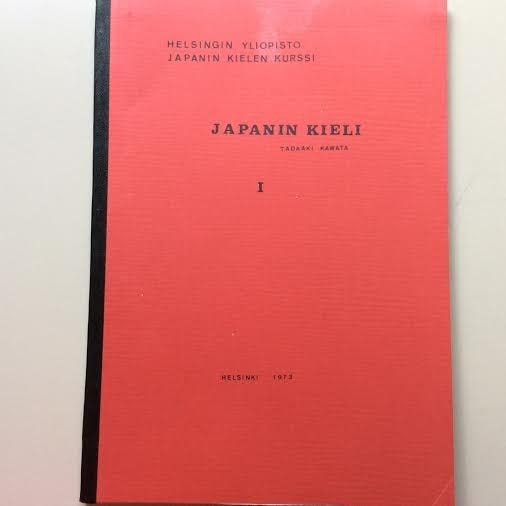 HELSINGIN YLIOPISTO
JAPANIN KIELEN KURSSI
JAPANIN KIELI
TADAAKI KAWATA
I
HELSINKI 1973